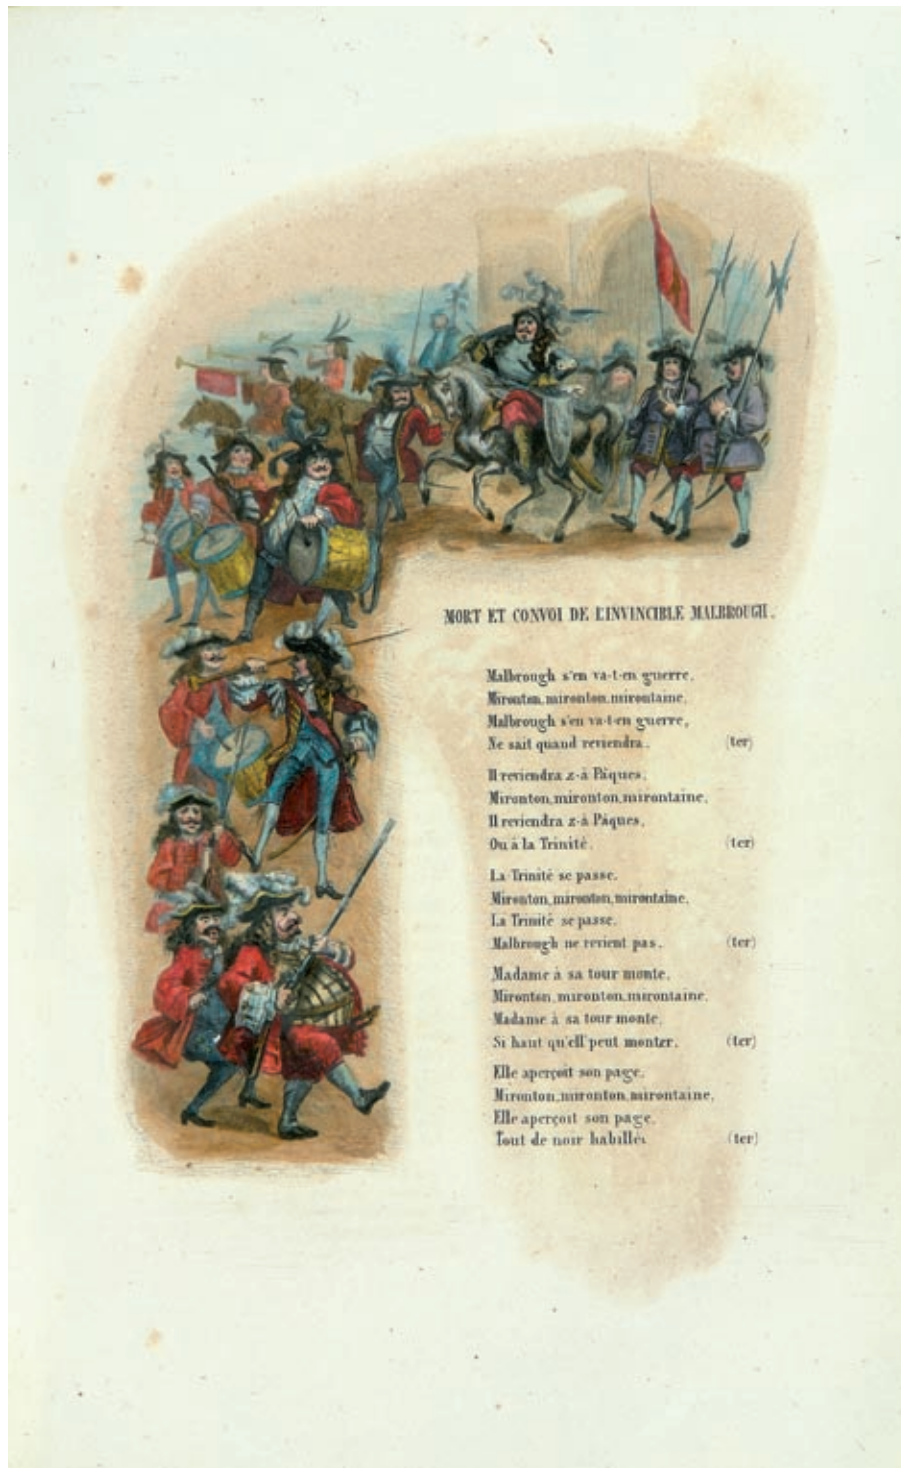 MORT ET CONVOI DE L'INVINCIBLE MALBROUGH.
Malbrough s'en va-t-en guerre,
Mironton, mironton, mirontaine,
Malbrough s'en va-t-en guerre,
Ne sait quand reviendra. (ter)
Il reviendra z-à Pâques,
Mironton, mironton, mirontaine,
Il reviendra z-à Pâques,
Ou à la Trinité. (ter)
La Trinité se passe.
Mironton, mironton, mirontaine,
La Trinité se passe.
Malbrough ne revient pas. (ter)
Madame à sa tour monte,
Mironton, mironton, mirontaine,
Madame à sa tour monte,
Si haut qu'ell' peut monter. (ter)
Elle aperçoit son page,
Mironton, mironton, mirontaine,
Elle aperçoit son page,
Tout de noir habillé. (ter)